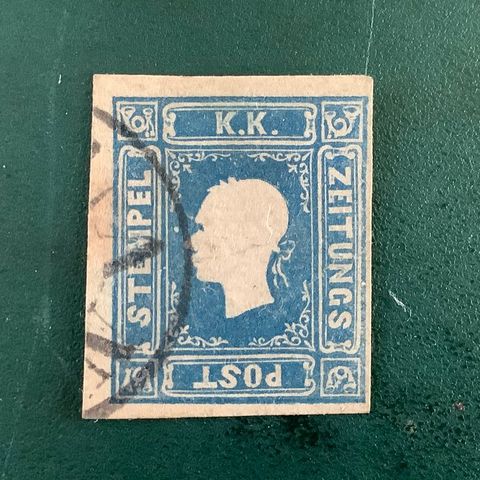 K.K.
ZEITUNGS
POST
STEMPEL